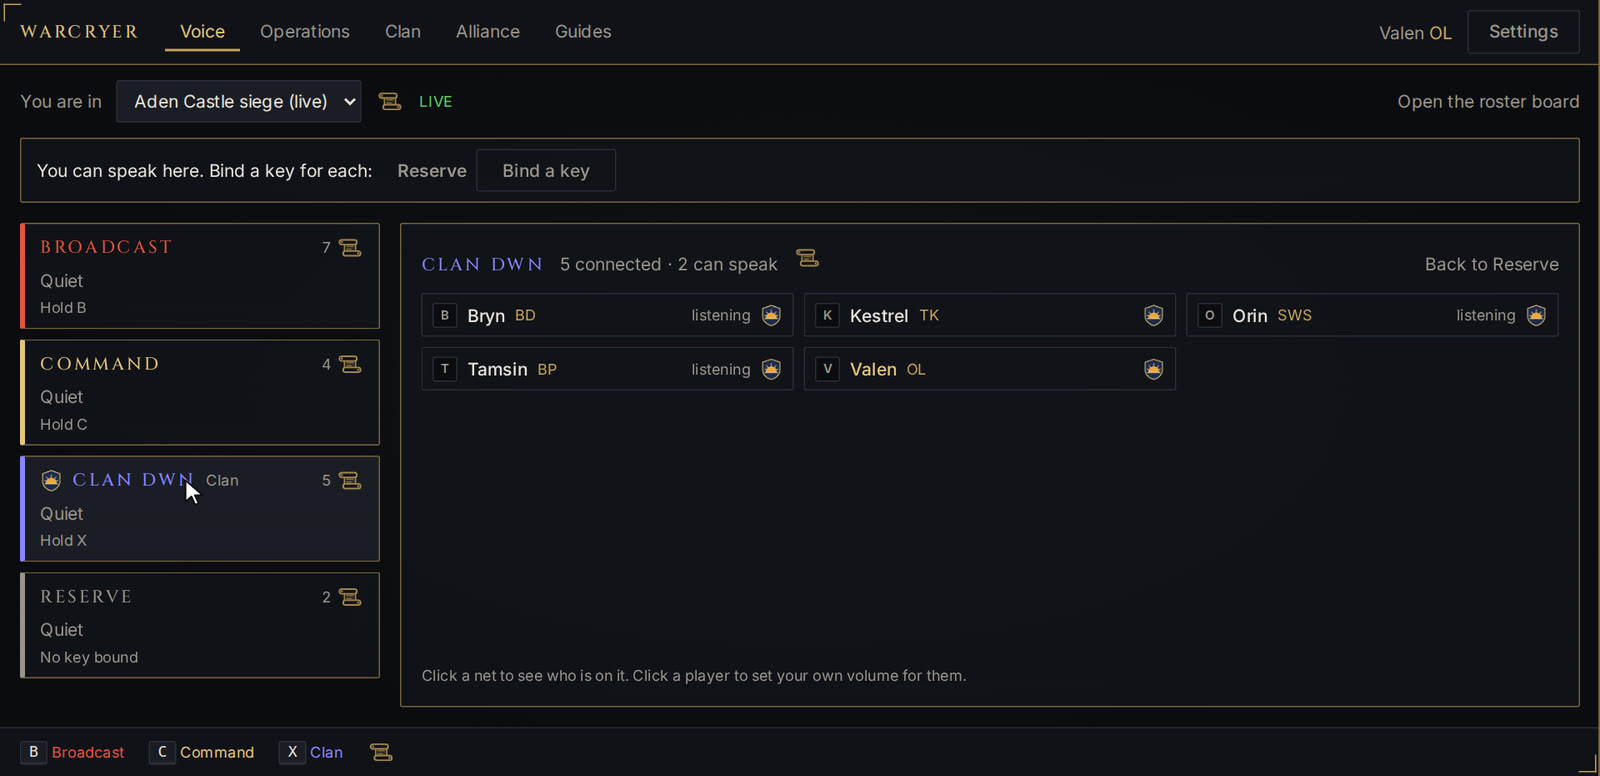 WARCRYER Voice Operations Clan Alliance Guides Valen OL Settings
You are in Aden Castle siege (live) LIVE Open the roster board
You can speak here. Bind a key for each: Reserve Bind a key
BROADCAST 7
Quiet
Hold B
COMMAND 4
Quiet
Hold C
CLAN DWN Clan 5
Quiet
Hold X
RESERVE 2
Quiet
No key bound
CLAN DWN 5 connected · 2 can speak Back to Reserve
B Bryn BD listening K Kestrel TK O Orin SWS listening
T Tamsin BP listening V Valen OL
Click a net to see who is on it. Click a player to set your own volume for them.
B Broadcast C Command X Clan